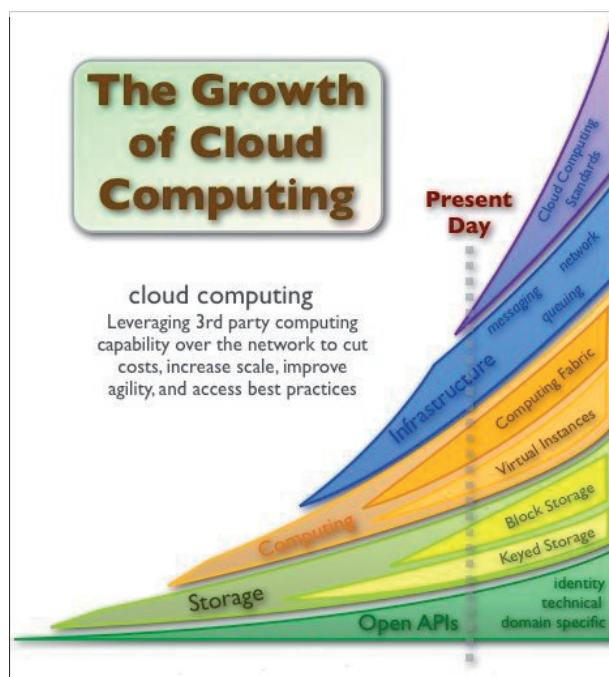 The Growth
of Cloud
Computing
Present
Day
cloud computing
Leveraging 3rd party computing
capability over the network to cut
costs, increase scale, improve
agility, and access best practices
Cloud Computing
Standards
Infrastructure
messaging network
queuing
Computing
Computing Fabric
Virtual Instances
Storage
Block Storage
Keyed Storage
Open APIs
identity
technical
domain specific